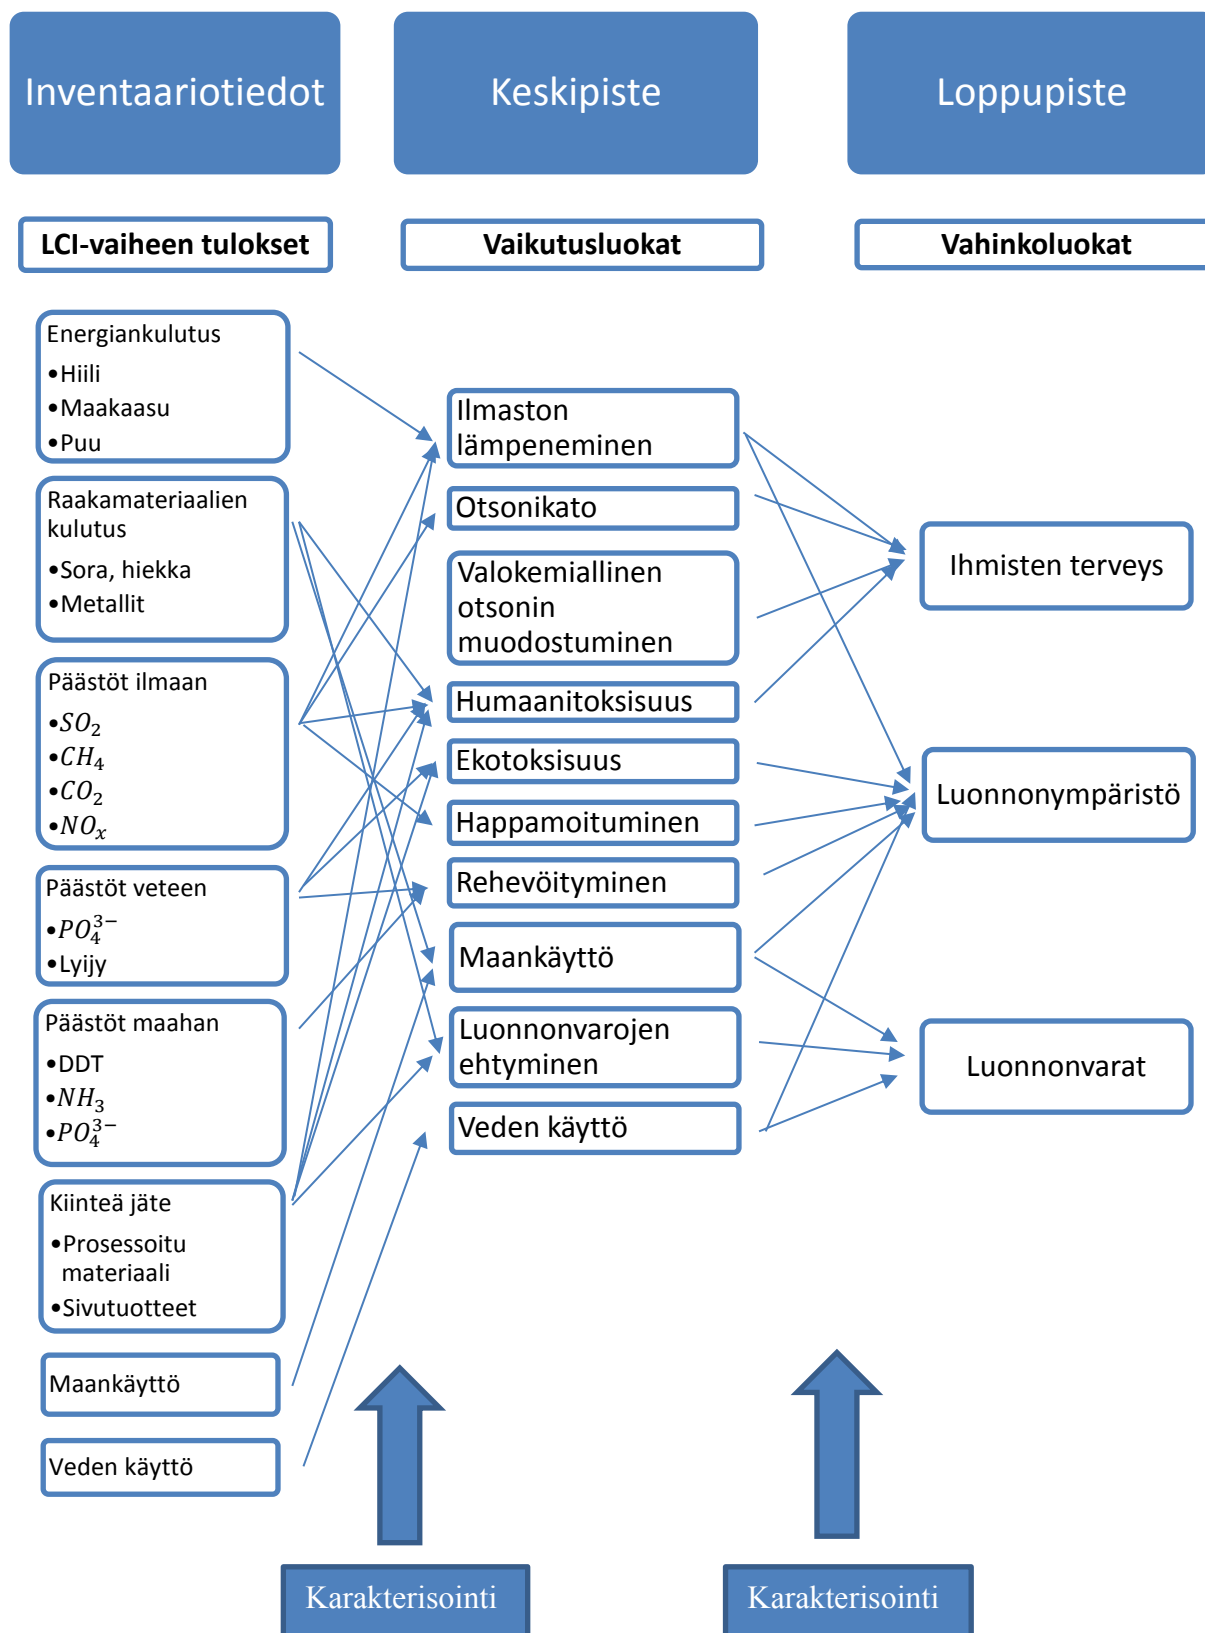 Inventaariotiedot
Keskipiste
Loppupiste
LCI-vaiheen tulokset
Vaikutusluokat
Vahinkoluokat
Energiankulutus
•Hiili
•Maakaasu
•Puu
Raakamateriaalien
kulutus
•Sora, hiekka
•Metallit
Päästöt ilmaan
•SO₂
•CH₄
•CO₂
•NOₓ
Päästöt veteen
•PO₄³⁻
•Lyijy
Päästöt maahan
•DDT
•NH₃
•PO₄³⁻
Kiinteä jäte
•Prosessoitu
materiaali
•Sivutuotteet
Maankäyttö
Veden käyttö
Ilmaston
lämpeneminen
Otsonikato
Valokemiallinen
otsonin
muodostuminen
Humaanitoksisuus
Ekotoksisuus
Happamoituminen
Rehevöityminen
Maankäyttö
Luonnonvarojen
ehtyminen
Veden käyttö
Ihmisten terveys
Luonnonympäristö
Luonnonvarat
Karakterisointi
Karakterisointi